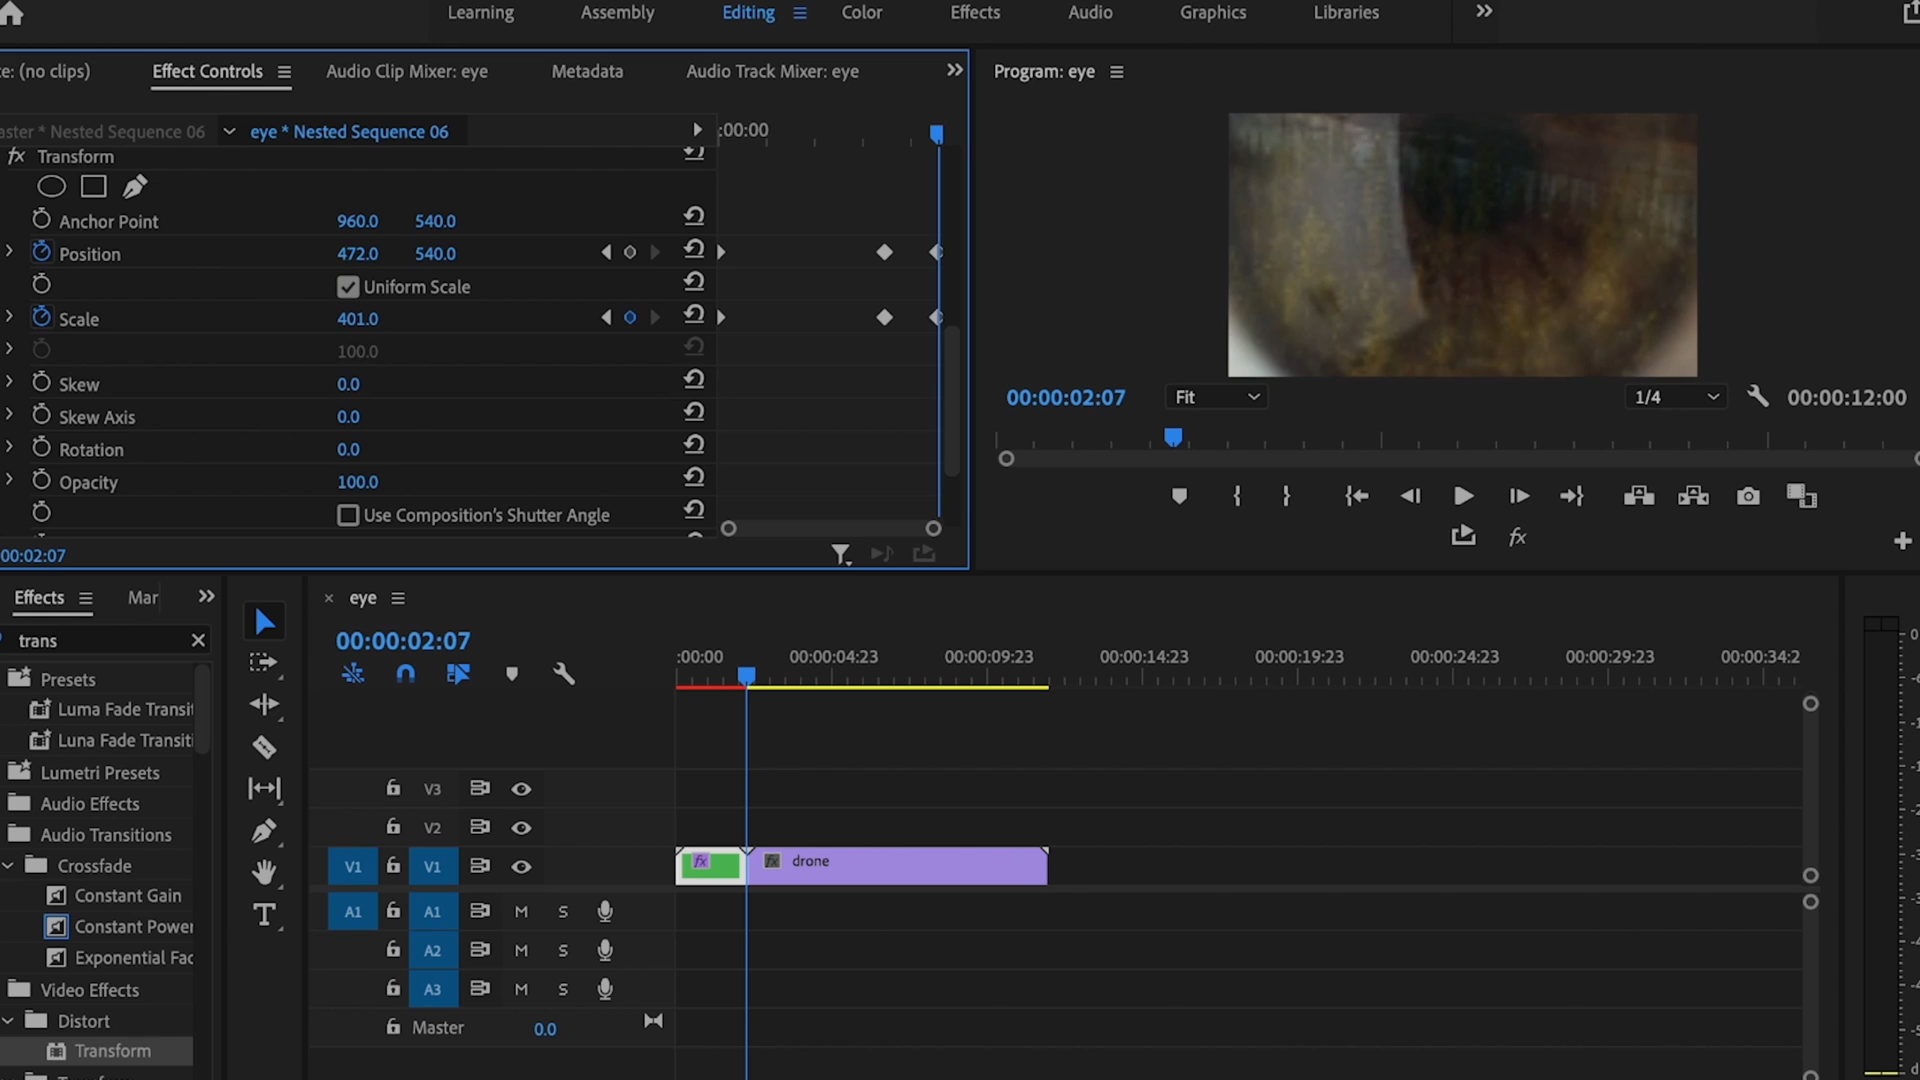 Learning Assembly Editing Color Effects Audio Graphics Libraries
(no clips) Effect Controls Audio Clip Mixer: eye Metadata Audio Track Mixer: eye
Program: eye
* Nested Sequence 06 eye * Nested Sequence 06 :00:00
fx Transform
Anchor Point 960.0 540.0
Position 472.0 540.0
Uniform Scale
Scale 401.0
100.0
Skew 0.0
Skew Axis 0.0
Rotation 0.0
Opacity 100.0
Use Composition's Shutter Angle
00:02:07
00:00:02:07 Fit 1/4 00:00:12:00
fx
Effects Mar
trans
Presets
Luma Fade Transit
Luna Fade Transiti
Lumetri Presets
Audio Effects
Audio Transitions
Crossfade
Constant Gain
Constant Power
Exponential Fac
Video Effects
Distort
Transform
eye
00:00:02:07
:00:00 00:00:04:23 00:00:09:23 00:00:14:23 00:00:19:23 00:00:24:23 00:00:29:23 00:00:34:2
V3
V2
V1 V1 fx fx drone
A1 A1 M S
A2 M S
A3 M S
Master 0.0